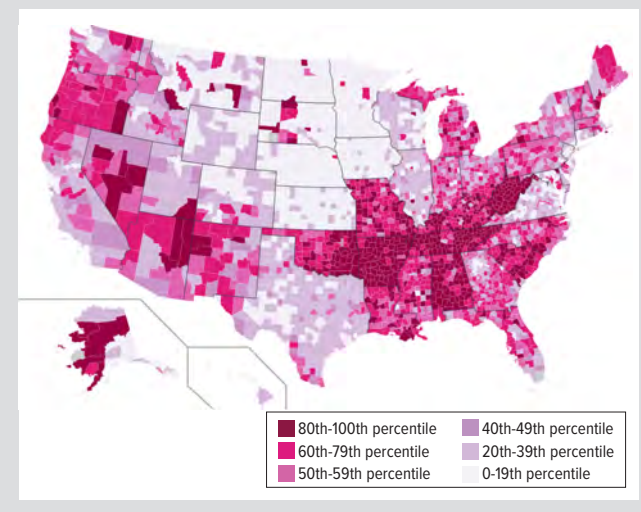 80th-100th percentile
60th-79th percentile
50th-59th percentile
40th-49th percentile
20th-39th percentile
0-19th percentile